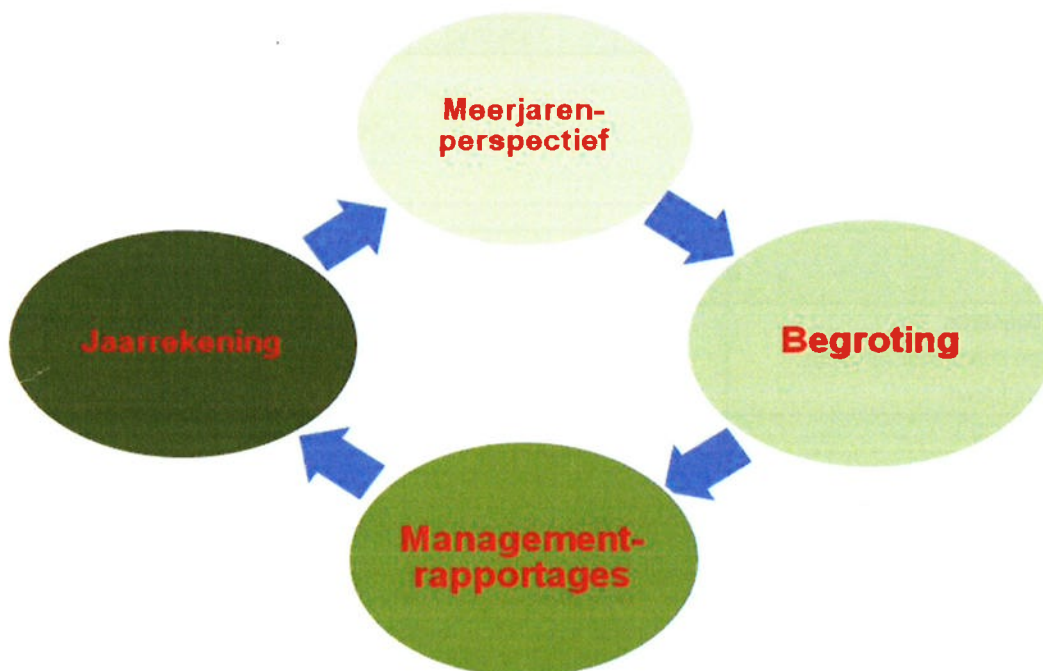 Meerjaren-
perspectief
Begroting
Management-
rapportages
Jaarrekening